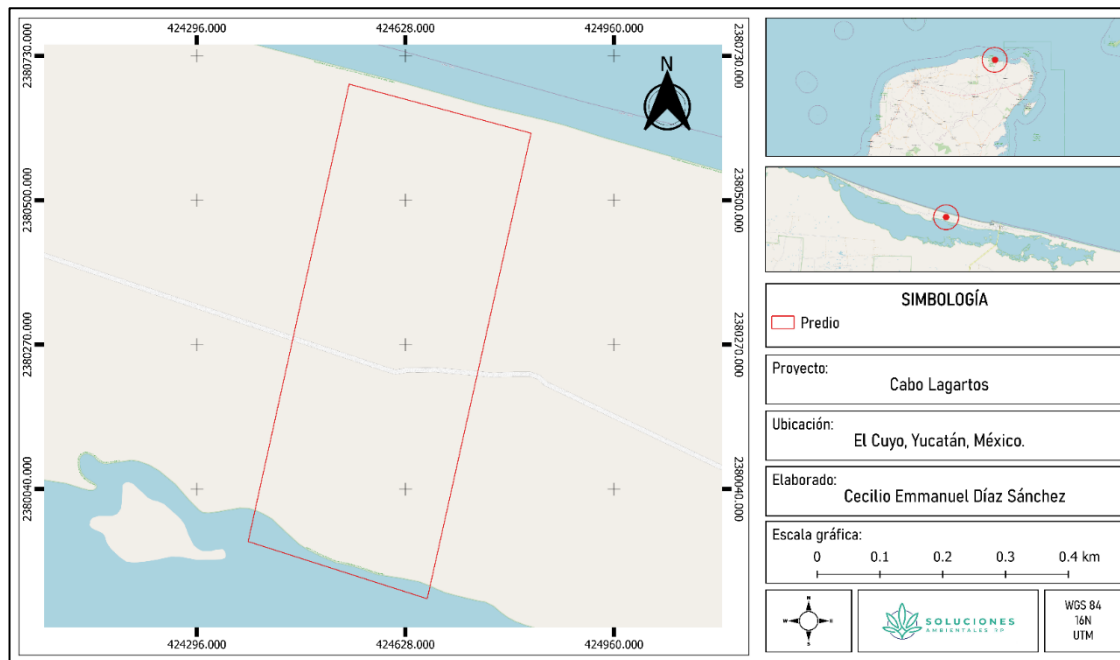 424296.000
424628.000
424960.000
2380730.000
2380730.000
N
2380500.000
2380500.000
2380270.000
2380270.000
2380040.000
2380040.000
424296.000
424628.000
424960.000
SIMBOLOGÍA
Predio
Proyecto:
Cabo Lagartos
Ubicación:
El Cuyo, Yucatán, México.
Elaborado:
Cecilio Emmanuel Díaz Sánchez
Escala gráfica:
0 0.1 0.2 0.3 0.4 km
N
W E
S
SOLUCIONES
AMBIENTALES YP
WGS 84
16N
UTM